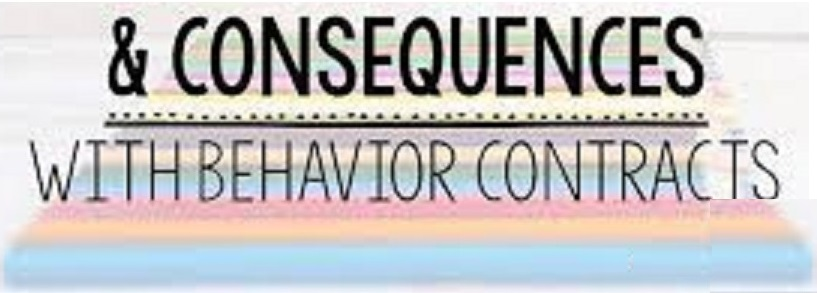 & CONSEQUENCES
WITH BEHAVIOR CONTRACTS